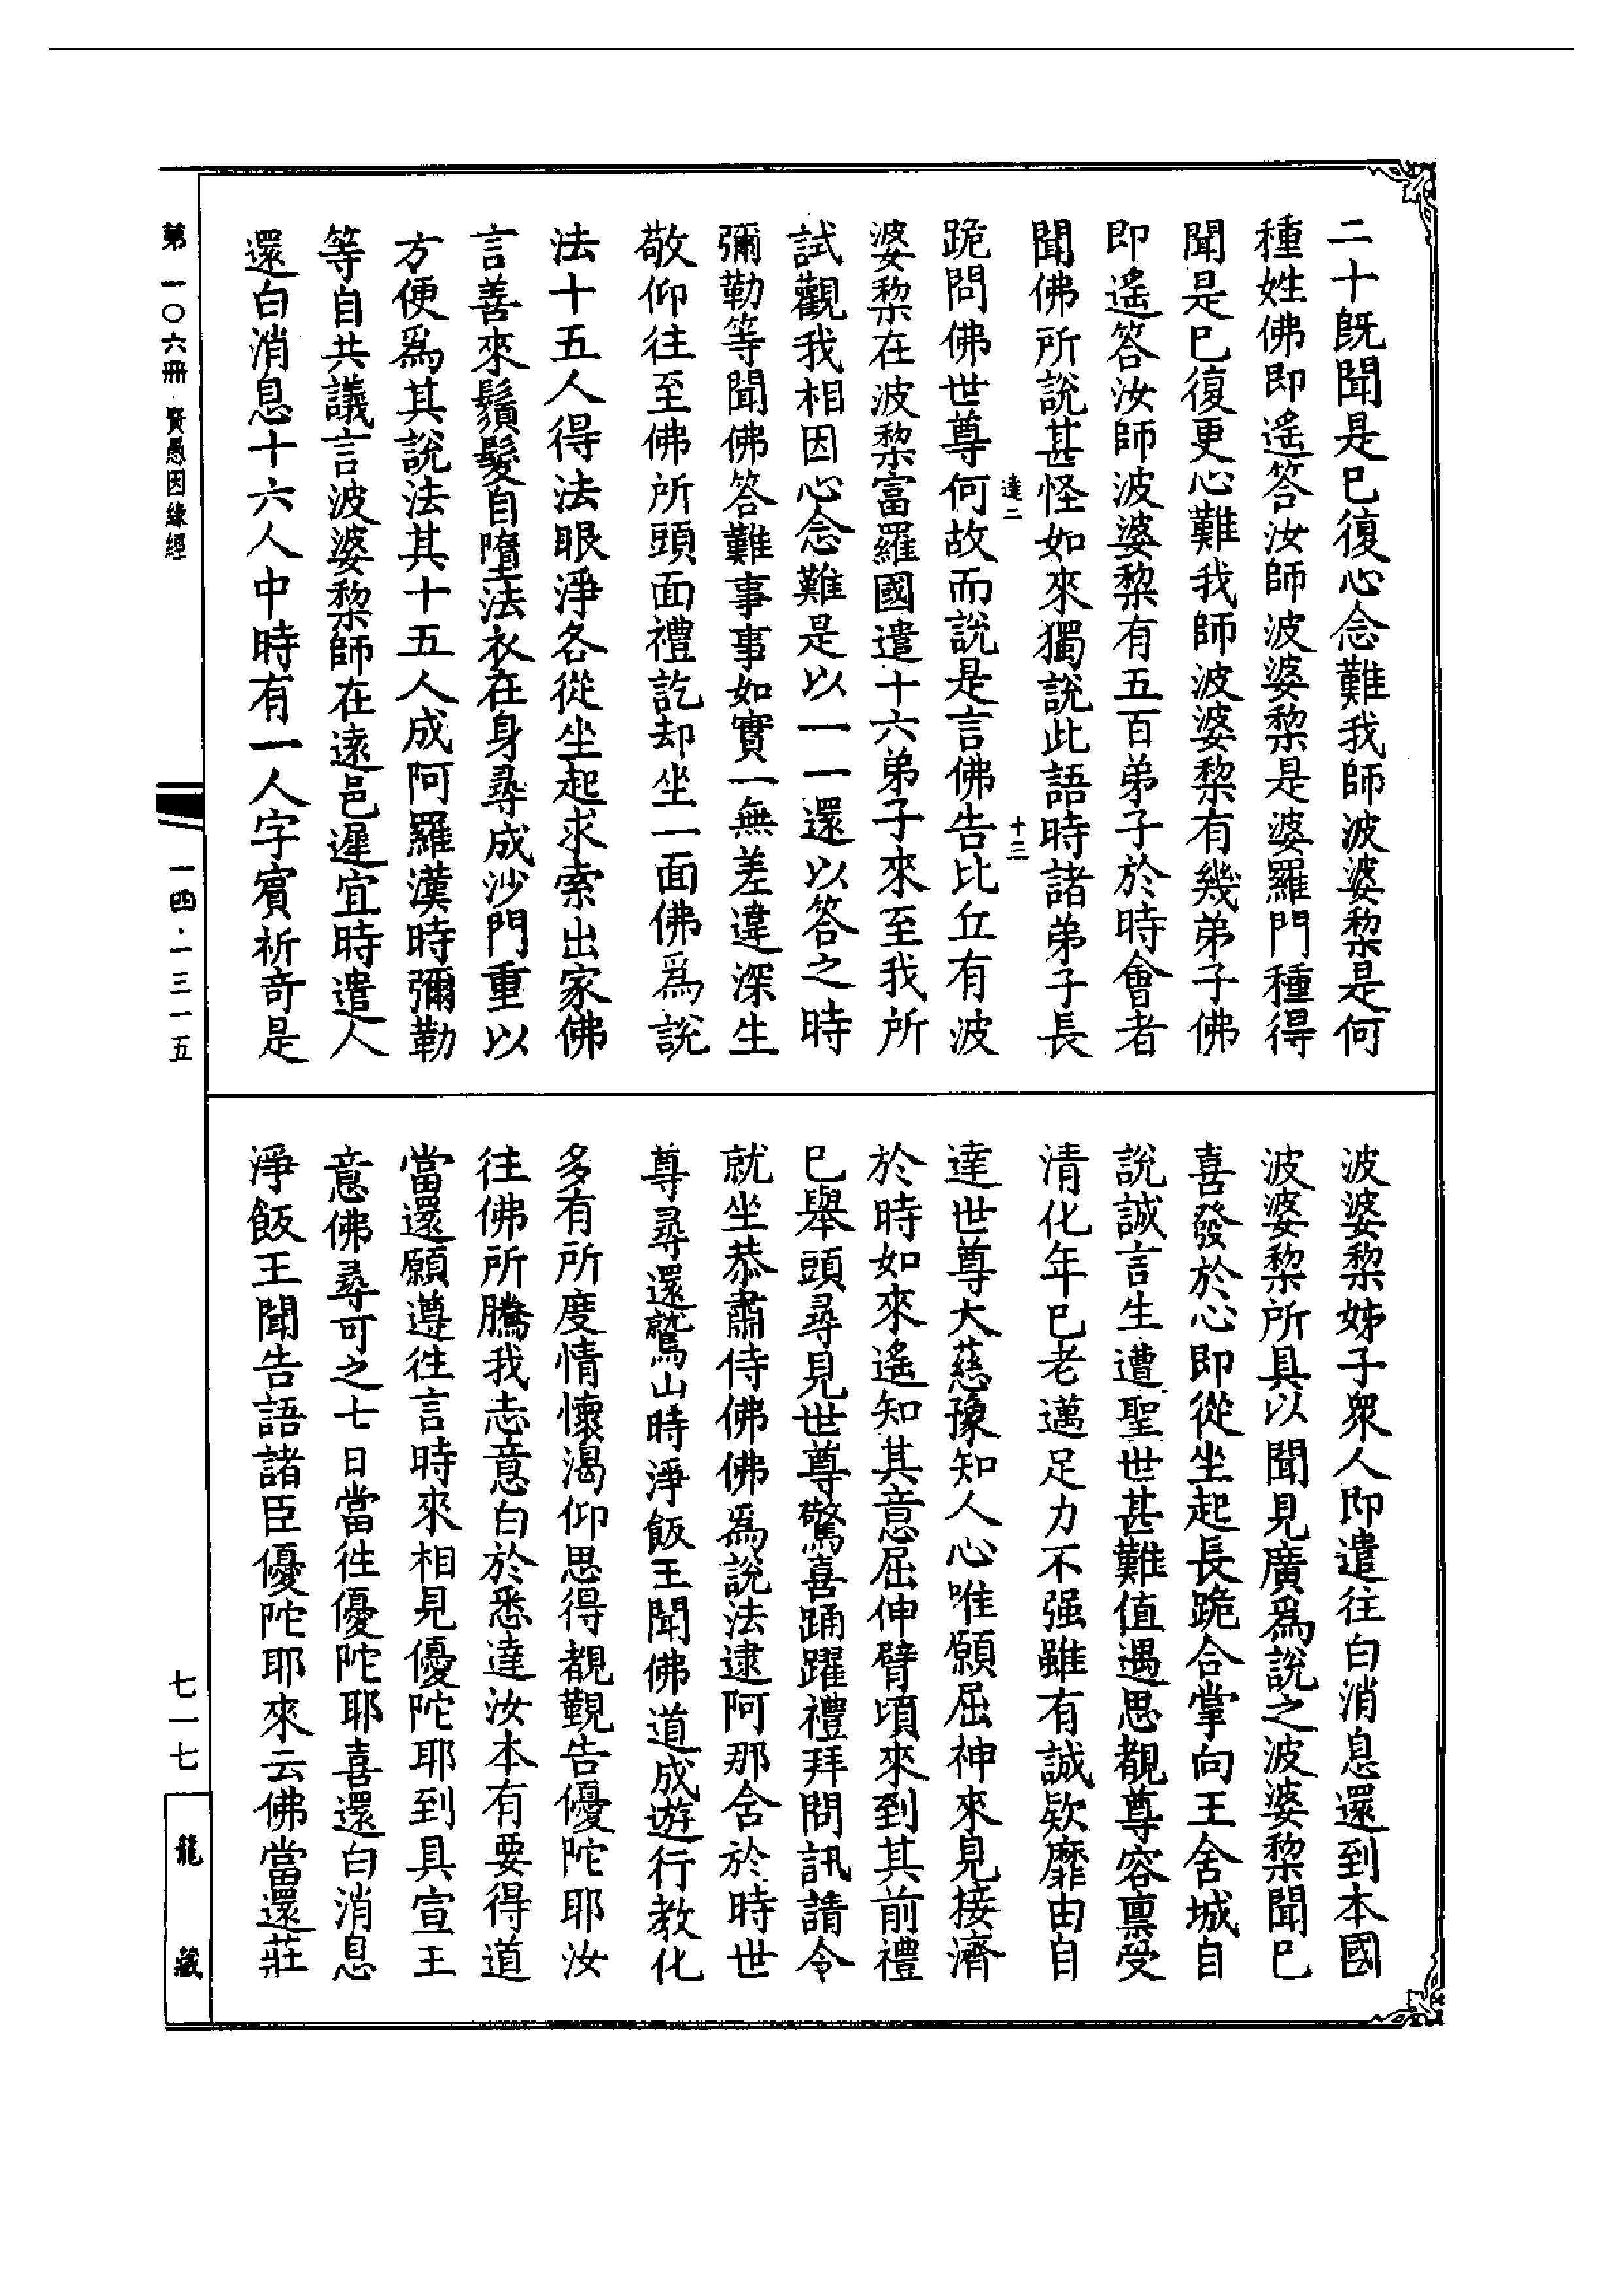 二十既聞是已復心念難我師波婆梨是何
種姓佛即遙答汝師波婆梨是婆羅門種得
聞是已復更心難我師波婆梨有幾弟子佛
即遙答汝師波婆梨有五百弟子於時會者
聞佛所說甚怪如來獨說此語時諸弟子長
達二 十三
跪問佛世尊何故而說是言佛告比丘有波
婆梨在波梨富羅國遣十六弟子來至我所
試觀我相因心念難是以一一還以答之時
彌勒等聞佛答難事事如實一無差違深生
敬仰往至佛所頭面禮訖却坐一面佛為說
法十五人得法眼淨各從坐起求索出家佛
言善來鬚髮自墮法衣在身尋成沙門重以
方便為其說法其十五人成阿羅漢時彌勒
等自共議言波婆梨師在遠邑遲宜時遣人
還白消息十六人中時有一人字賓祈奇是
波婆梨姊子眾人即遣往白消息還到本國
波婆梨所具以聞見廣為說之波婆梨聞已
喜發於心即從坐起長跪合掌向王舍城自
說誠言生遭聖世甚難值遇思覩尊容稟受
清化年已老邁足力不强雖有誠欵靡由自
達世尊大慈豫知人心唯願屈神來見接濟
於時如來遙知其意屈伸臂頃來到其前禮
已舉頭尋見世尊驚喜踊躍禮拜問訊請令
就坐恭肅侍佛佛為說法逮阿那含於時世
尊尋還鷲山時淨飯王聞佛道成遊行教化
多有所度情懷渴仰思得覩覲告優陀耶汝
往佛所騰我志意白於悉達汝本有要得道
當還願遵往言時來相見優陀耶到具宣王
意佛尋可之七日當往優陀耶喜還白消息
淨飯王聞告語諸臣優陀耶來云佛當還莊
第一〇六冊 賢愚因緣經
一四·一三一五
七一七
龍藏